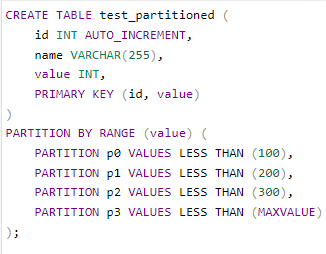 CREATE TABLE test_partitioned (
    id INT AUTO_INCREMENT,
    name VARCHAR(255),
    value INT,
    PRIMARY KEY (id, value)
)
PARTITION BY RANGE (value) (
    PARTITION p0 VALUES LESS THAN (100),
    PARTITION p1 VALUES LESS THAN (200),
    PARTITION p2 VALUES LESS THAN (300),
    PARTITION p3 VALUES LESS THAN (MAXVALUE)
);